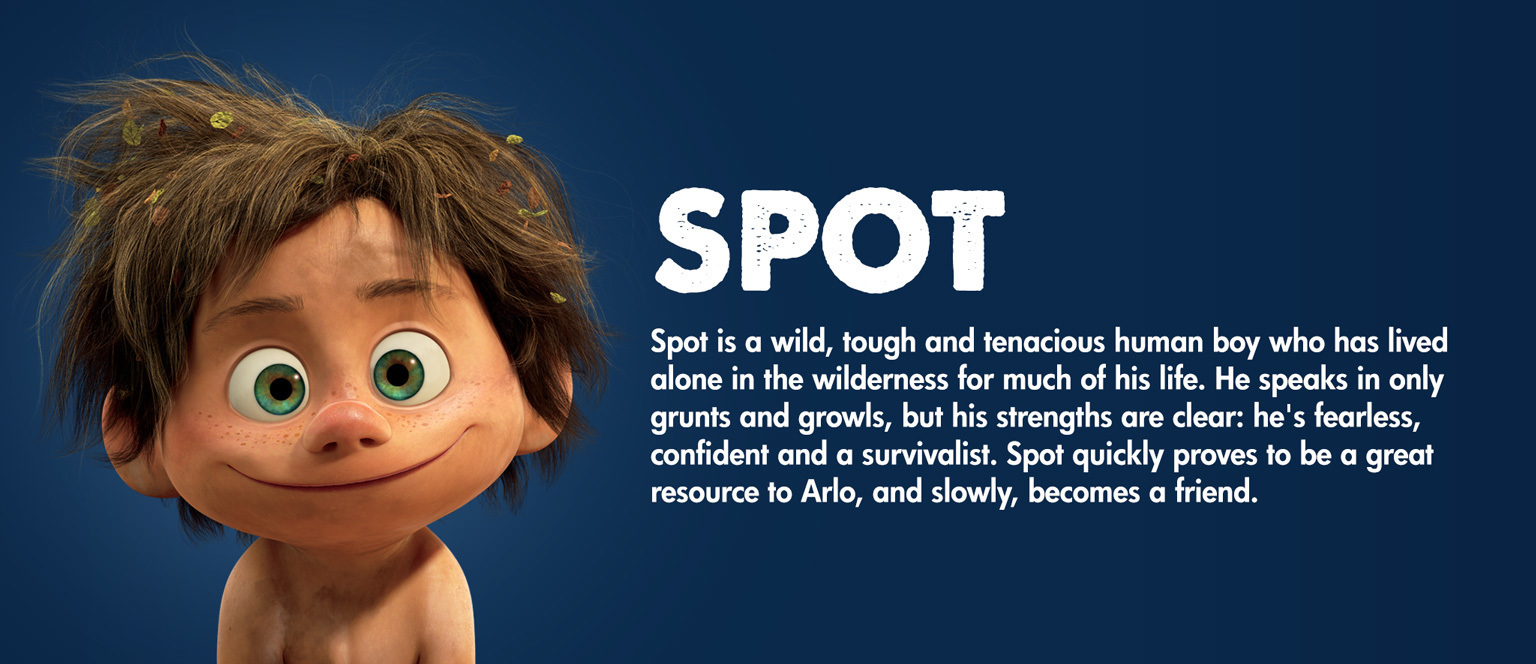 SPOT
Spot is a wild, tough and tenacious human boy who has lived
alone in the wilderness for much of his life. He speaks in only
grunts and growls, but his strengths are clear: he's fearless,
confident and a survivalist. Spot quickly proves to be a great
resource to Arlo, and slowly, becomes a friend.